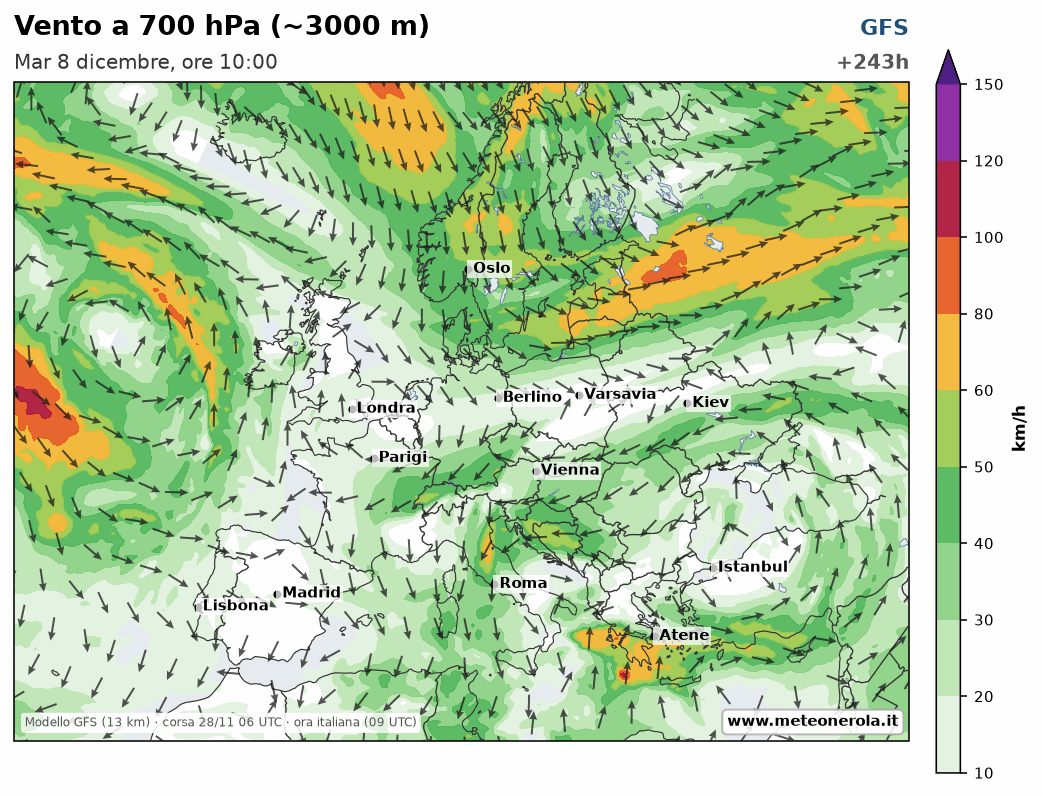 Vento a 700 hPa (~3000 m)
GFS
Mar 8 dicembre, ore 10:00
+243h
150
120
100
80
60
50
40
30
20
10
km/h
Oslo
Berlino
Varsavia
Kiev
Londra
Parigi
Vienna
Istanbul
Roma
Madrid
Lisbona
Atene
Modello GFS (13 km) · corsa 28/11 06 UTC · ora italiana (09 UTC)
www.meteonerola.it